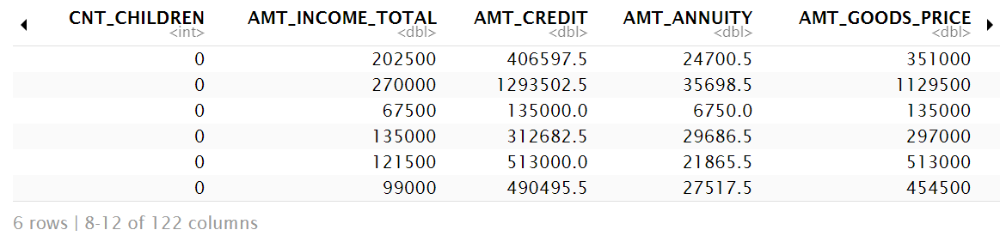 CNT_CHILDREN AMT_INCOME_TOTAL AMT_CREDIT AMT_ANNUITY AMT_GOODS_PRICE
<int> <dbl> <dbl> <dbl> <dbl>
0 202500 406597.5 24700.5 351000
0 270000 1293502.5 35698.5 1129500
0 67500 135000.0 6750.0 135000
0 135000 312682.5 29686.5 297000
0 121500 513000.0 21865.5 513000
0 99000 490495.5 27517.5 454500
6 rows | 8-12 of 122 columns